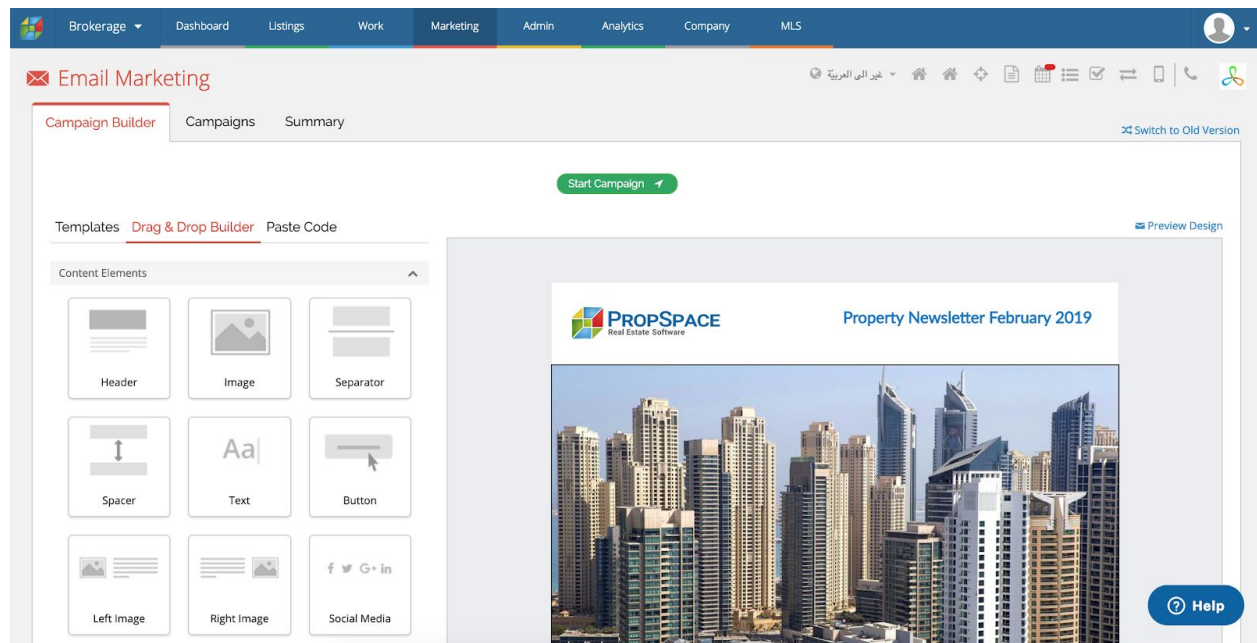 Brokerage
Dashboard
Listings
Work
Marketing
Admin
Analytics
Company
MLS
Email Marketing
غير الى العربية
Campaign Builder
Campaigns
Summary
Switch to Old Version
Start Campaign
Templates
Drag & Drop Builder
Paste Code
Preview Design
Content Elements
PROPSPACE
Real Estate Software
Property Newsletter February 2019
Header
Image
Separator
Aa
Spacer
Text
Button
f G+ in
Left Image
Right Image
Social Media
Help